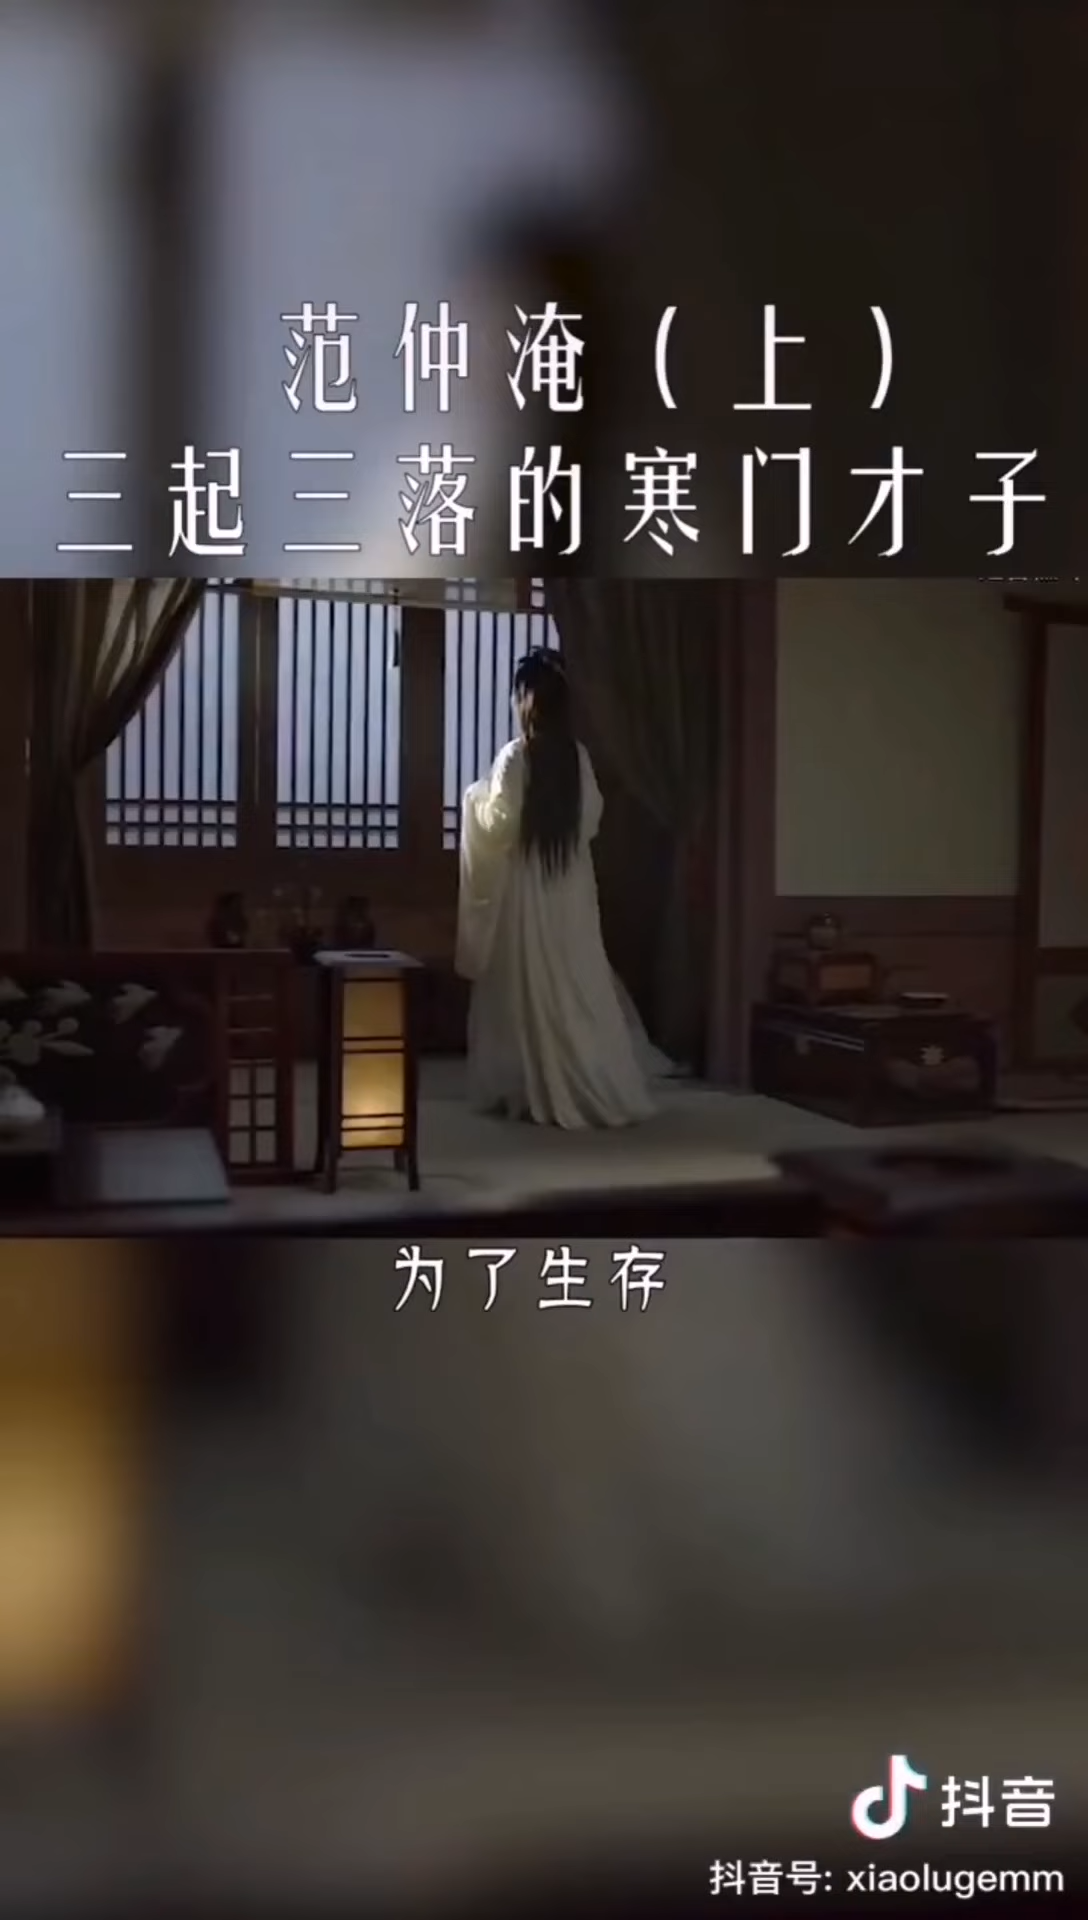 范仲淹（上）
三起三落的寒门才子
为了生存
抖音
抖音号: xiaolugemm